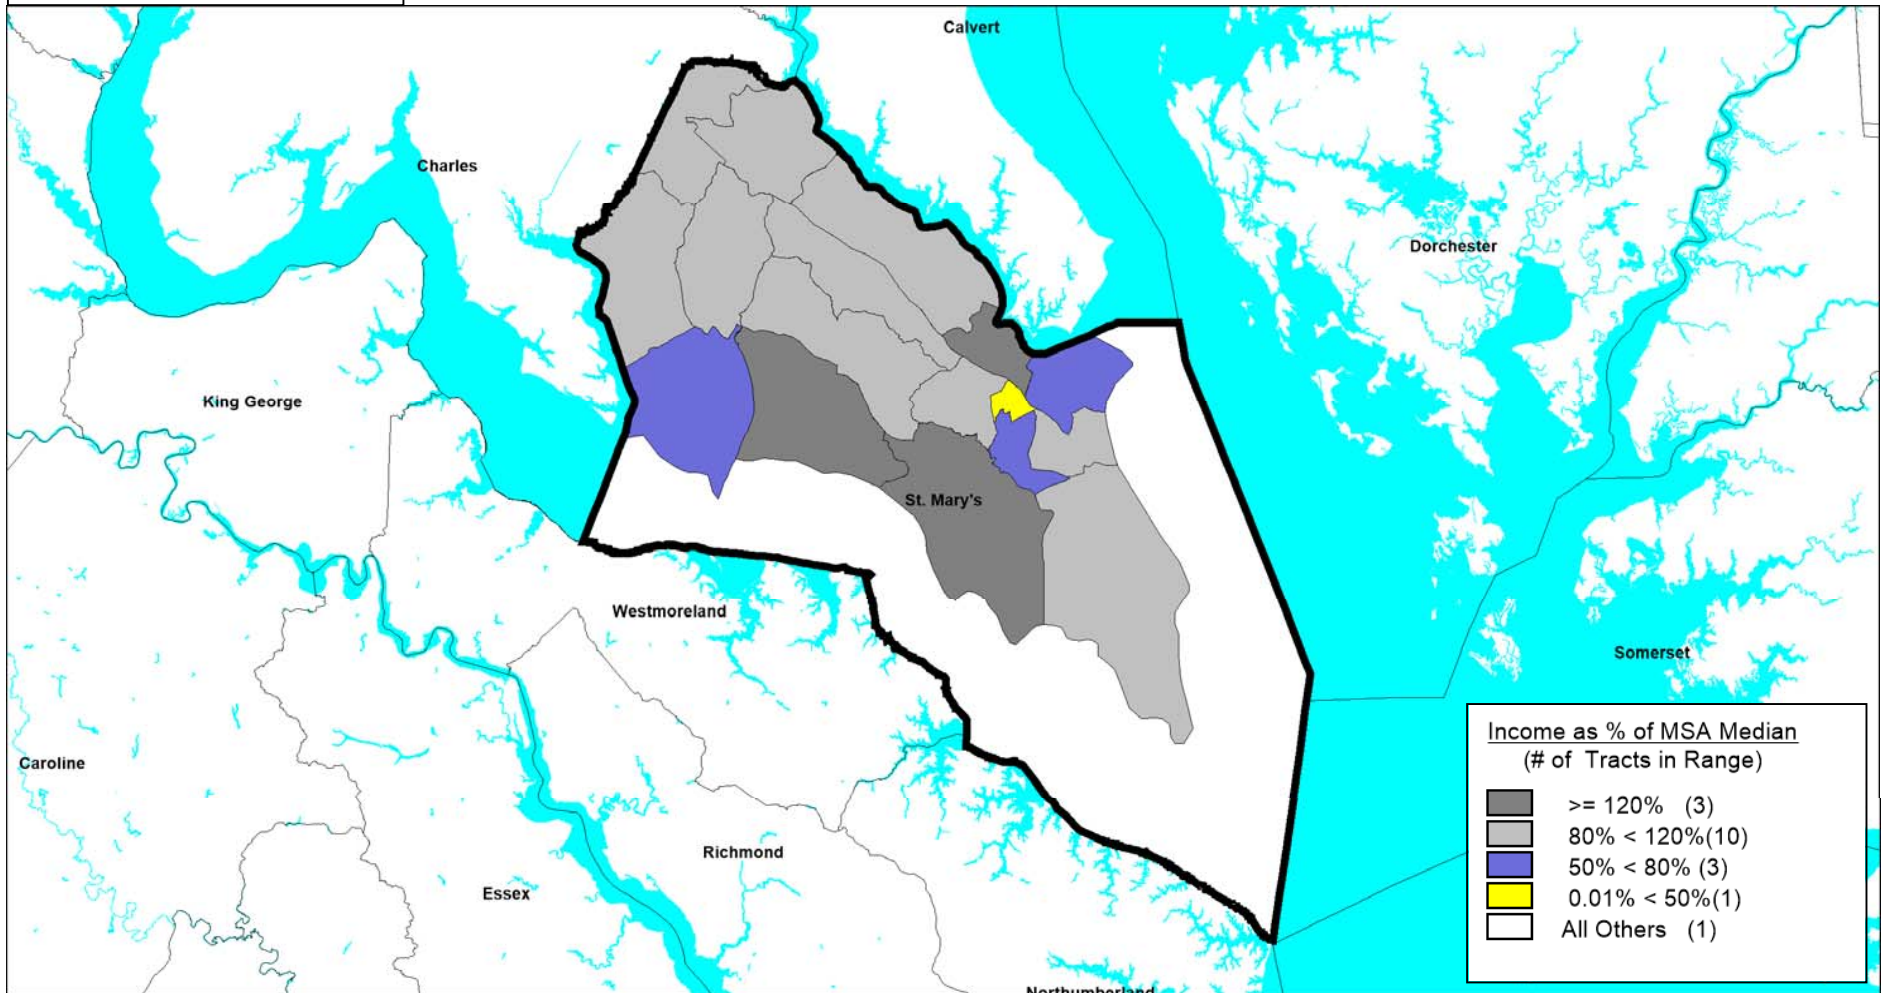 Calvert
Charles
Dorchester
King George
St. Mary's
Westmoreland
Somerset
Caroline
Richmond
Essex
Northumberland
Income as % of MSA Median
(# of Tracts in Range)
>= 120% (3)
80% < 120%(10)
50% < 80% (3)
0.01% < 50%(1)
All Others (1)